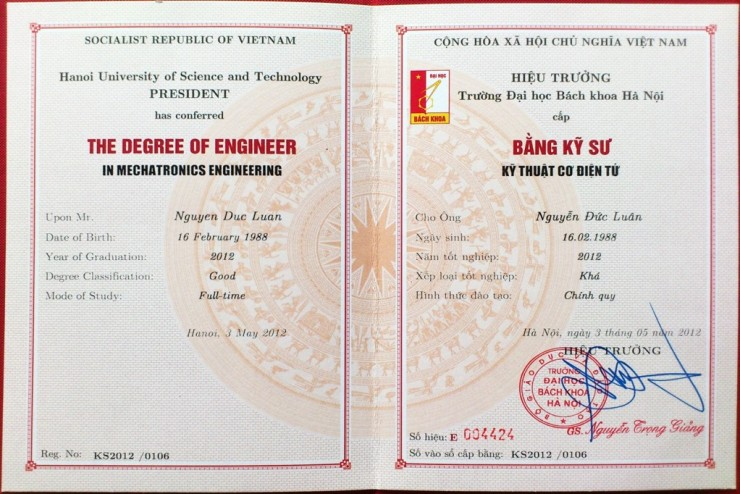 SOCIALIST REPUBLIC OF VIETNAM
Hanoi University of Science and Technology
PRESIDENT
has conferred
THE DEGREE OF ENGINEER
IN MECHATRONICS ENGINEERING
Upon Mr. Nguyen Duc Luan
Date of Birth: 16 February 1988
Year of Graduation: 2012
Degree Classification: Good
Mode of Study: Full-time
Hanoi, 3 May 2012
Reg. No: KS2012 /0106
CỘNG HÒA XÃ HỘI CHỦ NGHĨA VIỆT NAM
ĐẠI HỌC
BÁCH KHOA
HIỆU TRƯỞNG
Trường Đại học Bách khoa Hà Nội
cấp
BẰNG KỸ SƯ
KỸ THUẬT CƠ ĐIỆN TỬ
Cho Ông Nguyễn Đức Luân
Ngày sinh: 16.02.1988
Năm tốt nghiệp: 2012
Xếp loại tốt nghiệp: Khá
Hình thức đào tạo: Chính quy
Hà Nội, ngày 3 tháng 05 năm 2012
HIỆU TRƯỞNG
BỘ GIÁO DỤC VÀ ĐÀO TẠO
TRƯỜNG
ĐẠI HỌC
BÁCH KHOA
HÀ NỘI
GS. Nguyễn Trọng Giảng
Số hiệu: E 004424
Số vào sổ cấp bằng: KS2012 /0106